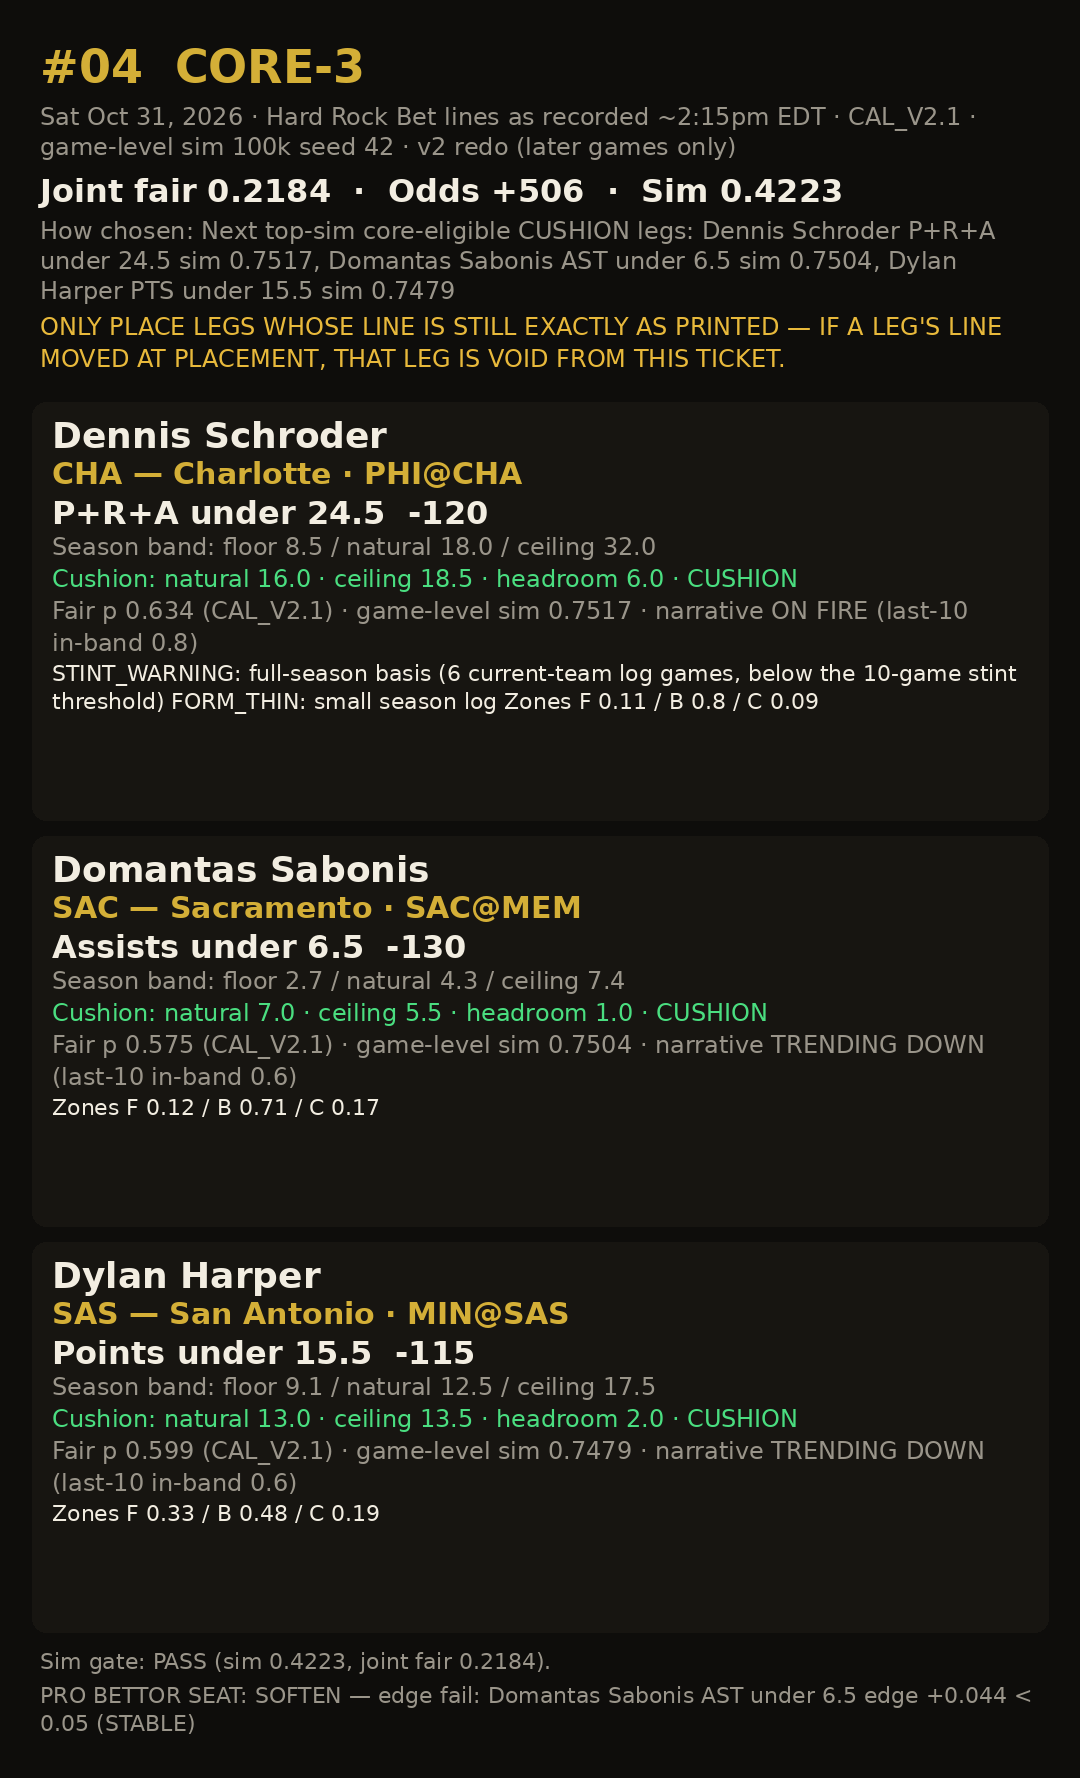 #04  CORE-3
Sat Oct 31, 2026 · Hard Rock Bet lines as recorded ~2:15pm EDT · CAL_V2.1 ·
game-level sim 100k seed 42 · v2 redo (later games only)
Joint fair 0.2184  ·  Odds +506  ·  Sim 0.4223
How chosen: Next top-sim core-eligible CUSHION legs: Dennis Schroder P+R+A
under 24.5 sim 0.7517, Domantas Sabonis AST under 6.5 sim 0.7504, Dylan
Harper PTS under 15.5 sim 0.7479
ONLY PLACE LEGS WHOSE LINE IS STILL EXACTLY AS PRINTED — IF A LEG'S LINE
MOVED AT PLACEMENT, THAT LEG IS VOID FROM THIS TICKET.
Dennis Schroder
CHA — Charlotte · PHI@CHA
P+R+A under 24.5  -120
Season band: floor 8.5 / natural 18.0 / ceiling 32.0
Cushion: natural 16.0 · ceiling 18.5 · headroom 6.0 · CUSHION
Fair p 0.634 (CAL_V2.1) · game-level sim 0.7517 · narrative ON FIRE (last-10
in-band 0.8)
STINT_WARNING: full-season basis (6 current-team log games, below the 10-game stint
threshold) FORM_THIN: small season log Zones F 0.11 / B 0.8 / C 0.09
Domantas Sabonis
SAC — Sacramento · SAC@MEM
Assists under 6.5  -130
Season band: floor 2.7 / natural 4.3 / ceiling 7.4
Cushion: natural 7.0 · ceiling 5.5 · headroom 1.0 · CUSHION
Fair p 0.575 (CAL_V2.1) · game-level sim 0.7504 · narrative TRENDING DOWN
(last-10 in-band 0.6)
Zones F 0.12 / B 0.71 / C 0.17
Dylan Harper
SAS — San Antonio · MIN@SAS
Points under 15.5  -115
Season band: floor 9.1 / natural 12.5 / ceiling 17.5
Cushion: natural 13.0 · ceiling 13.5 · headroom 2.0 · CUSHION
Fair p 0.599 (CAL_V2.1) · game-level sim 0.7479 · narrative TRENDING DOWN
(last-10 in-band 0.6)
Zones F 0.33 / B 0.48 / C 0.19
Sim gate: PASS (sim 0.4223, joint fair 0.2184).
PRO BETTOR SEAT: SOFTEN — edge fail: Domantas Sabonis AST under 6.5 edge +0.044 <
0.05 (STABLE)